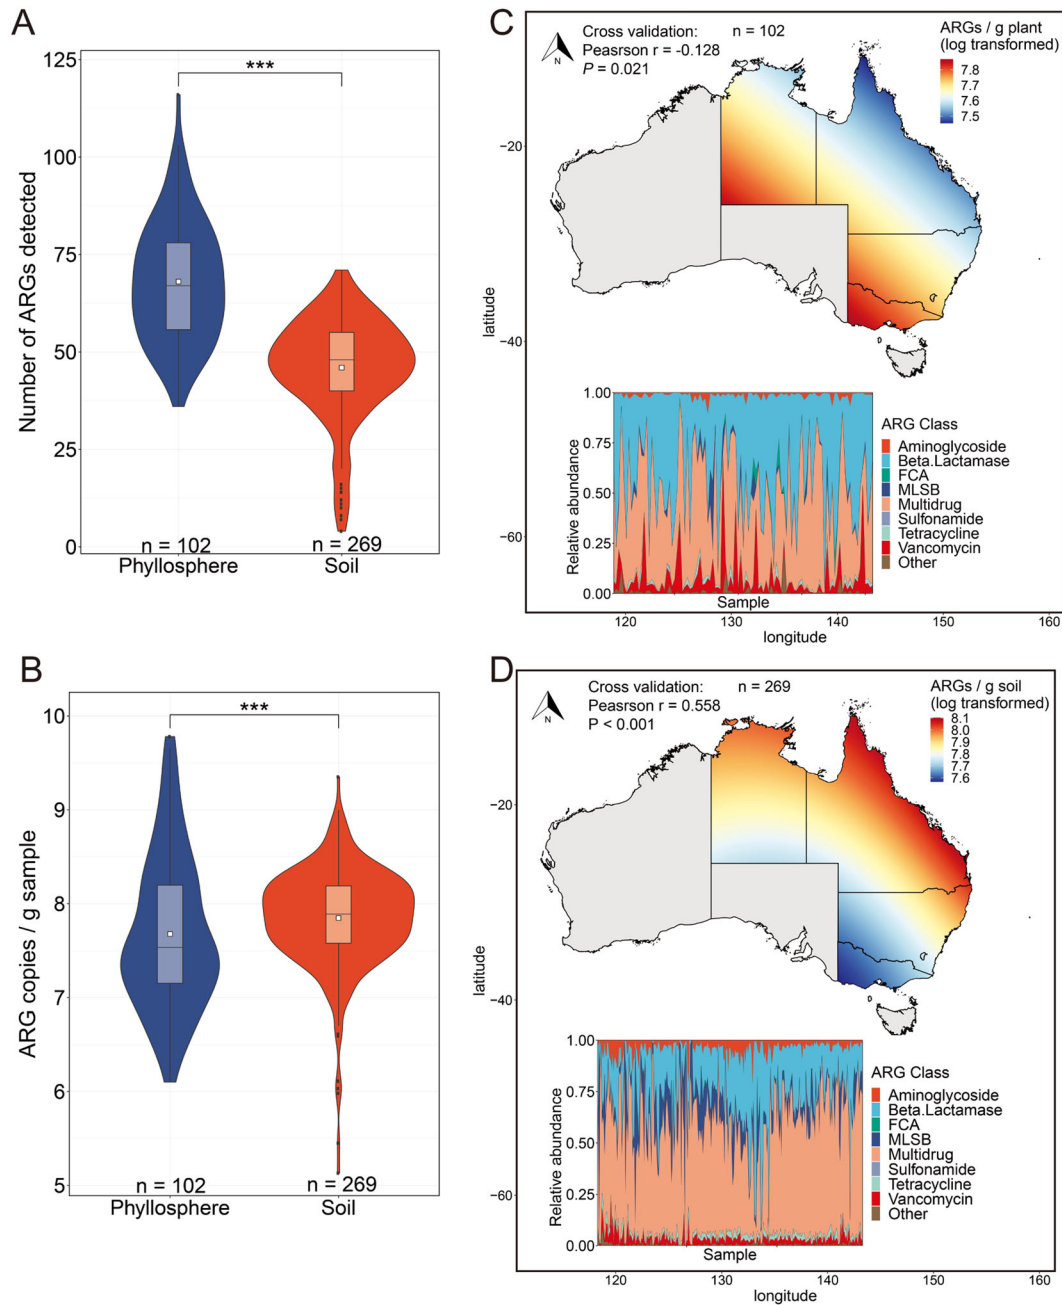 A
125
100
75
50
25
0
Number of ARGs detected
***
n = 102
n = 269
Phyllosphere
Soil
B
10
9
8
7
6
5
ARG copies / g sample
***
n = 102
n = 269
Phyllosphere
Soil
C
Cross validation:
n = 102
Pearsron r = -0.128
P = 0.021
N
ARGs / g plant
(log transformed)
7.8
7.7
7.6
7.5
−20
−40
−60
latitude
1.00
0.75
0.50
0.25
0.00
Relative abundance
Sample
ARG Class
Aminoglycoside
Beta.Lactamase
FCA
MLSB
Multidrug
Sulfonamide
Tetracycline
Vancomycin
Other
120
130
140
150
160
longitude
D
Cross validation:
n = 269
Pearsron r = 0.558
P < 0.001
N
ARGs / g soil
(log transformed)
8.1
8.0
7.9
7.7
7.6
−20
−40
−60
latitude
1.00
0.75
0.50
0.25
0.00
Relative abundance
Sample
ARG Class
Aminoglycoside
Beta.Lactamase
FCA
MLSB
Multidrug
Sulfonamide
Tetracycline
Vancomycin
Other
120
130
140
150
160
longitude